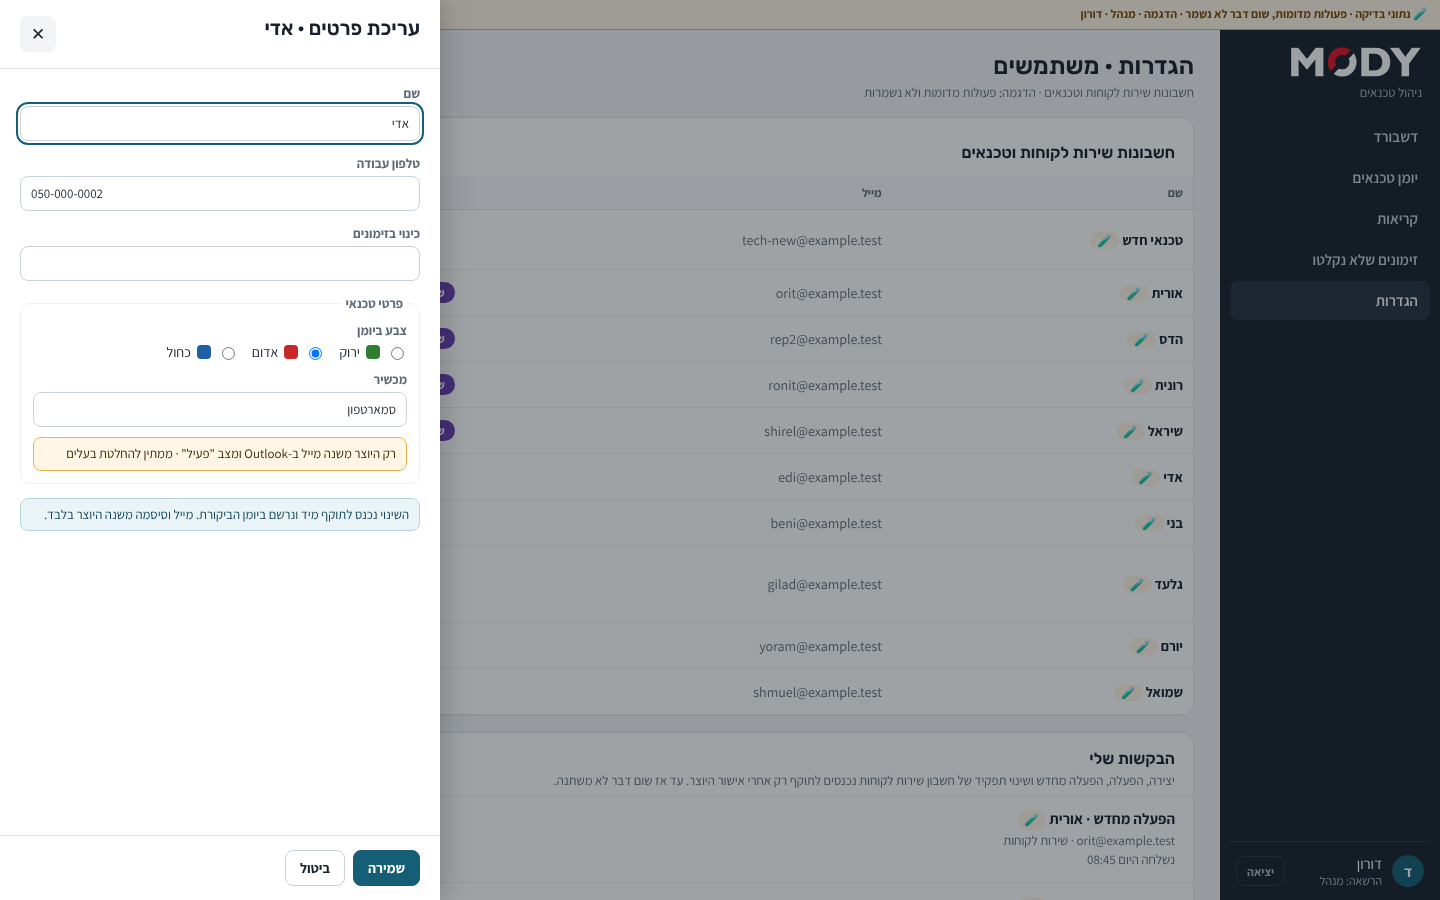 🧪 נתוני בדיקה · פעולות מדומות, שום דבר לא נשמר · הדגמה · מנהל · דורון
MODY
ניהול טכנאים
דשבורד
יומן טכנאים
קריאות
זימונים שלא נקלטו
הגדרות
ד
דורון
הרשאה: מנהל
יציאה
הגדרות • משתמשים
חשבונות שירות לקוחות וטכנאים · הדגמה: פעולות מדומות ולא נשמרות
חשבונות שירות לקוחות וטכנאים
שם מייל
טכנאי חדש 🧪 tech-new@example.test
אורית 🧪 orit@example.test
הדס 🧪 rep2@example.test
רונית 🧪 ronit@example.test
שיראל 🧪 shirel@example.test
אדי 🧪 edi@example.test
בני 🧪 beni@example.test
גלעד 🧪 gilad@example.test
יורם 🧪 yoram@example.test
שמואל 🧪 shmuel@example.test
הבקשות שלי
יצירה, הפעלה, הפעלה מחדש ושינוי תפקיד של חשבון שירות לקוחות נכנסים לתוקף רק אחרי אישור היוצר. עד אז שום דבר לא משתנה.
הפעלה מחדש · אורית 🧪
orit@example.test · שירות לקוחות
נשלחה היום 08:45
עריכת פרטים • אדי
✕
שם
אדי
טלפון עבודה
050-000-0002
כינוי בזימונים
פרטי טכנאי
צבע ביומן
ירוק אדום כחול
מכשיר
סמארטפון
רק היוצר משנה מייל ב-Outlook ומצב "פעיל" · ממתין להחלטת בעלים
השינוי נכנס לתוקף מיד ונרשם ביומן הביקורת. מייל וסיסמה משנה היוצר בלבד.
שמירה
ביטול